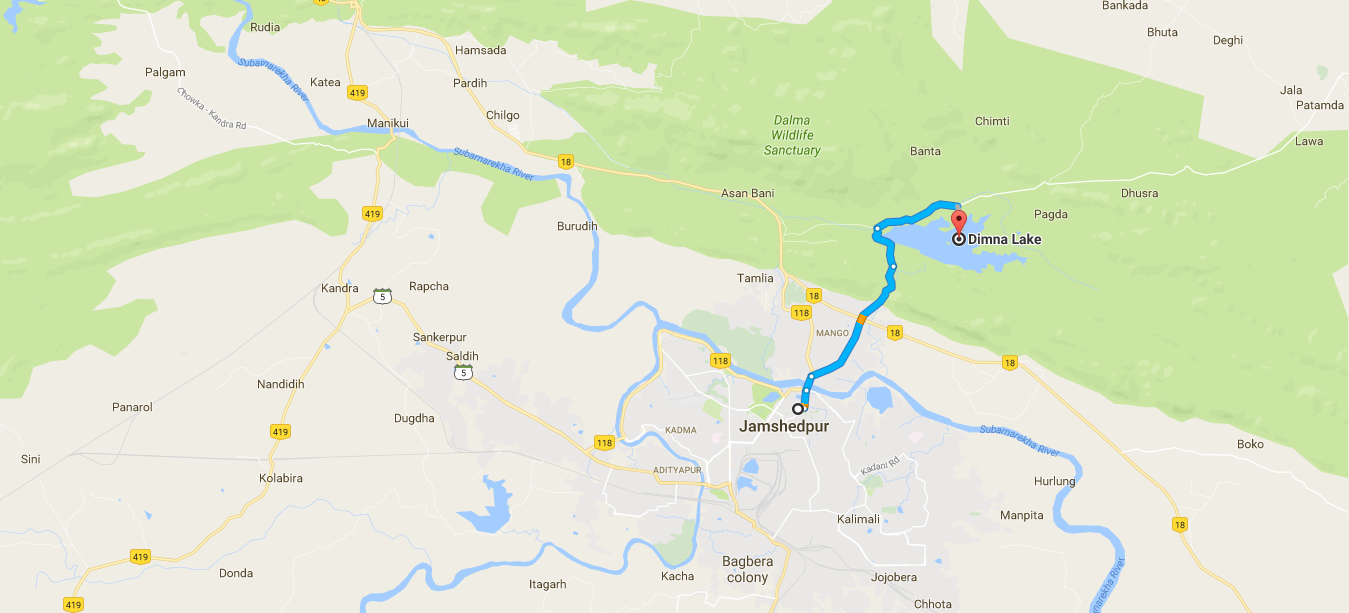 18
Bankada
Rudia
Bhuta
Deghi
Hamsada
Subarnarekha River
Palgam
Katea
Pardih
419
Jala
Chowka - Kandra Rd
Patamda
Chilgo
Dalma
Wildlife
Sanctuary
Chimti
Manikui
Lawa
Subarnarekha River
18
Banta
Asan Bani
Dhusra
419
Pagda
Burudih
Dimna Lake
Tamlia
Kandra
5
Rapcha
18
118
MANGO
18
Sankerpur
Saldih
118
18
5
Nandidih
Panarol
Dugdha
Jamshedpur
419
KADMA
Subarnarekha River
118
Boko
Sini
Kadani Rd
ADITYAPUR
Kolabira
Hurlung
Manpita
Kalimali
18
419
Bagbera
colony
Donda
Kacha
Jojobera
Itagarh
Subarnarekha River
419
Chhota